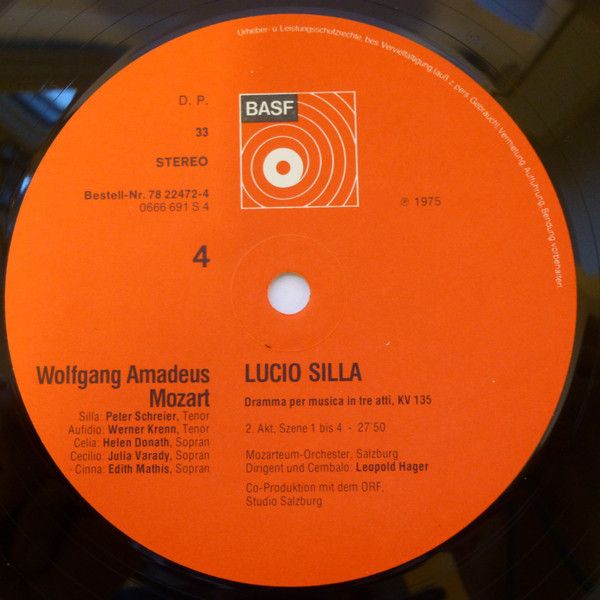 Urheber- u Leistungsschutzrechte, bes Vervielfältigung (auß z pers Gebrauch), Vermietung, Aufführung, Sendung vorbehalten.
D. P.
BASF
33
STEREO
Bestell-Nr. 78 22472-4
0666 691 S 4
℗ 1975
4
Wolfgang Amadeus
Mozart
Silla: Peter Schreier, Tenor
Aufidio: Werner Krenn, Tenor
Celia: Helen Donath, Sopran
Cecilio: Julia Varady, Sopran
Cinna: Edith Mathis, Sopran
LUCIO SILLA
Dramma per musica in tre atti, KV 135
2. Akt, Szene 1 bis 4 - 27'50
Mozarteum-Orchester, Salzburg
Dirigent und Cembalo: Leopold Hager
Co-Produktion mit dem ORF,
Studio Salzburg